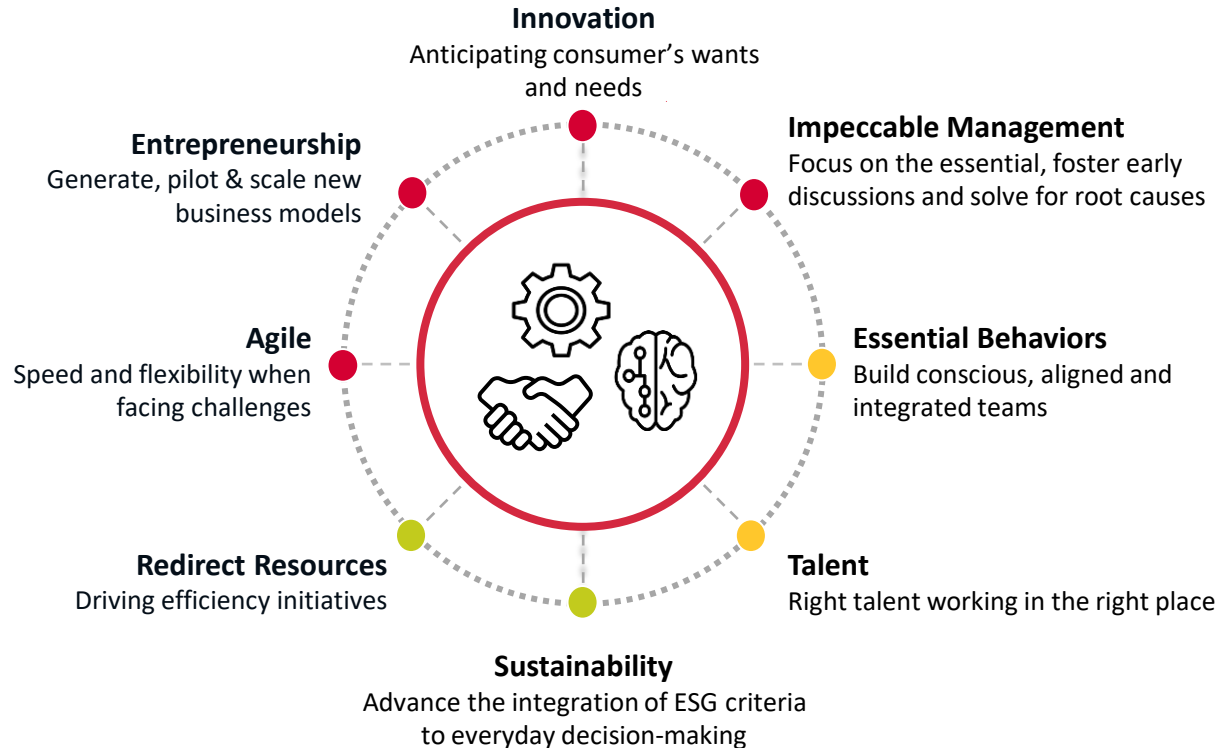 Innovation
Anticipating consumer's wants
and needs
Impeccable Management
Focus on the essential, foster early
discussions and solve for root causes
Essential Behaviors
Build conscious, aligned and
integrated teams
Talent
Right talent working in the right place
Sustainability
Advance the integration of ESG criteria
to everyday decision-making
Redirect Resources
Driving efficiency initiatives
Agile
Speed and flexibility when
facing challenges
Entrepreneurship
Generate, pilot & scale new
business models